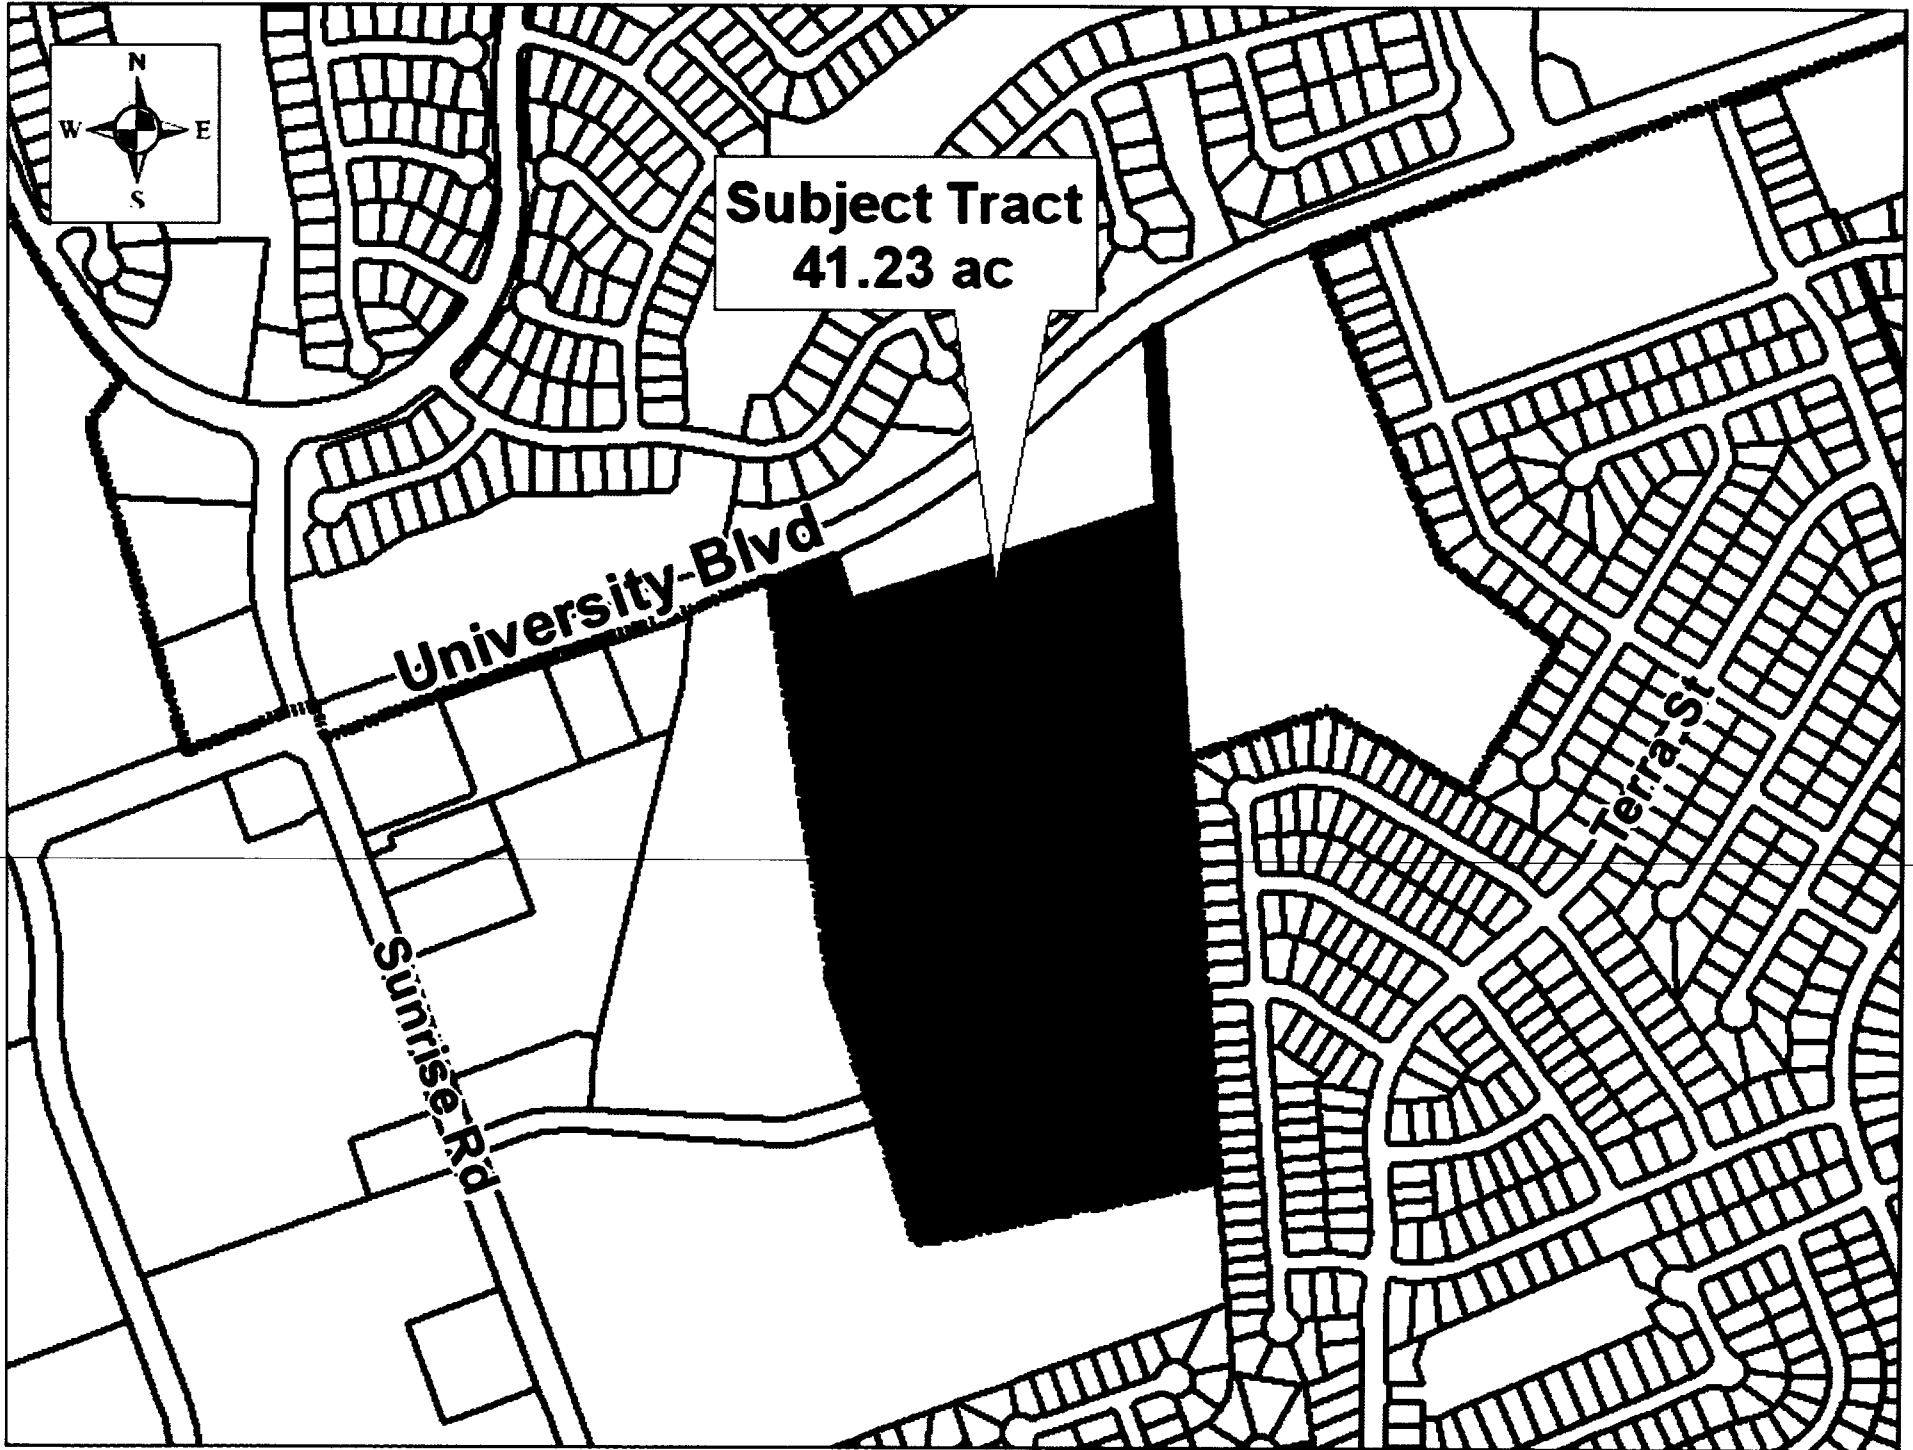 N
W E
S
Subject Tract
41.23 ac
University Blvd
Terra St
Sunrise Rd